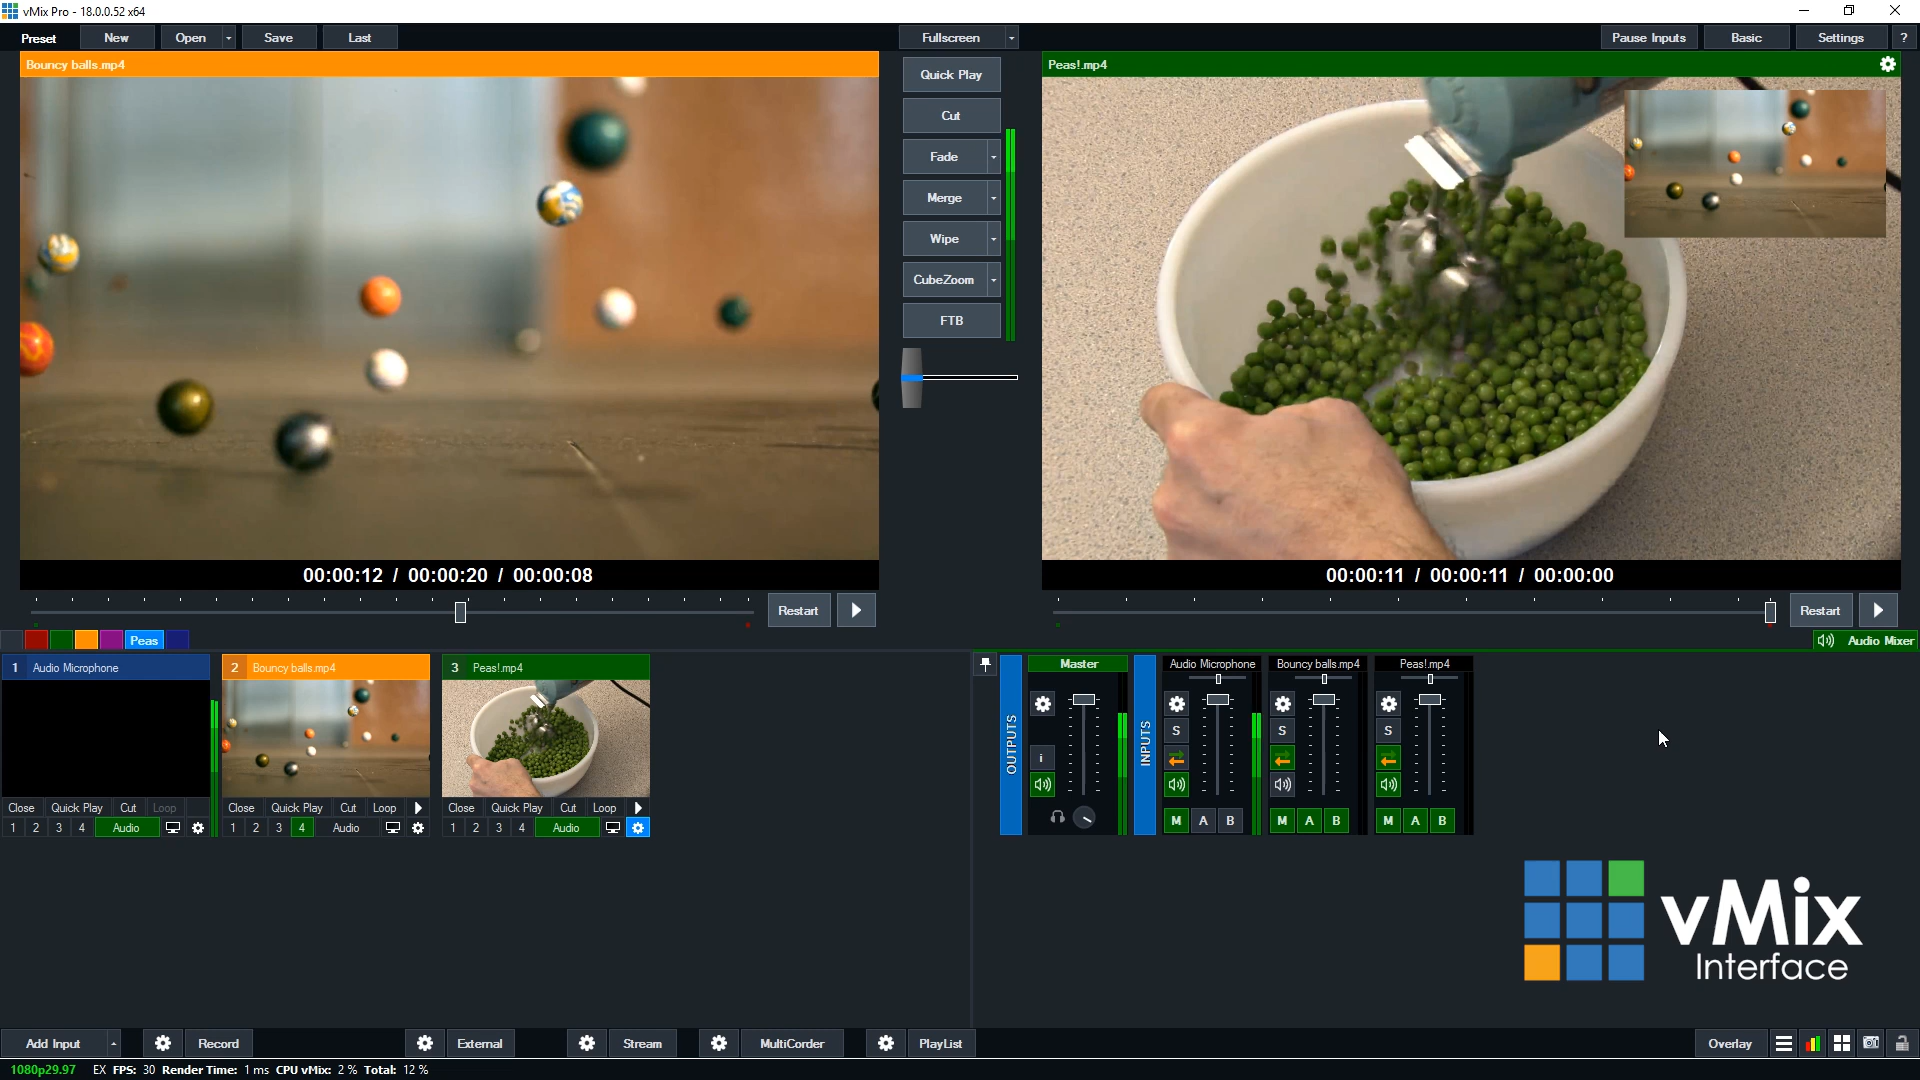 vMix Pro - 18.0.0.52 x64
Preset New Open Save Last Fullscreen Pause Inputs Basic Settings ?
Bouncy balls.mp4
Quick Play
Cut
Fade
Merge
Wipe
CubeZoom
FTB
Peas!.mp4
00:00:12 / 00:00:20 / 00:00:08
00:00:11 / 00:00:11 / 00:00:00
Restart
Restart
Peas
Audio Mixer
1 Audio Microphone
Close Quick Play Cut Loop
1 2 3 4 Audio
2 Bouncy balls.mp4
Close Quick Play Cut Loop
1 2 3 4 Audio
3 Peas!.mp4
Close Quick Play Cut Loop
1 2 3 4 Audio
OUTPUTS
Master
i
INPUTS
Audio Microphone
S
M A B
Bouncy balls.mp4
S
M A B
Peas!.mp4
S
M A B
vMix
Interface
Add Input Record External Stream MultiCorder PlayList Overlay
1080p29.97 EX FPS: 30 Render Time: 1 ms CPU vMix: 2 % Total: 12 %